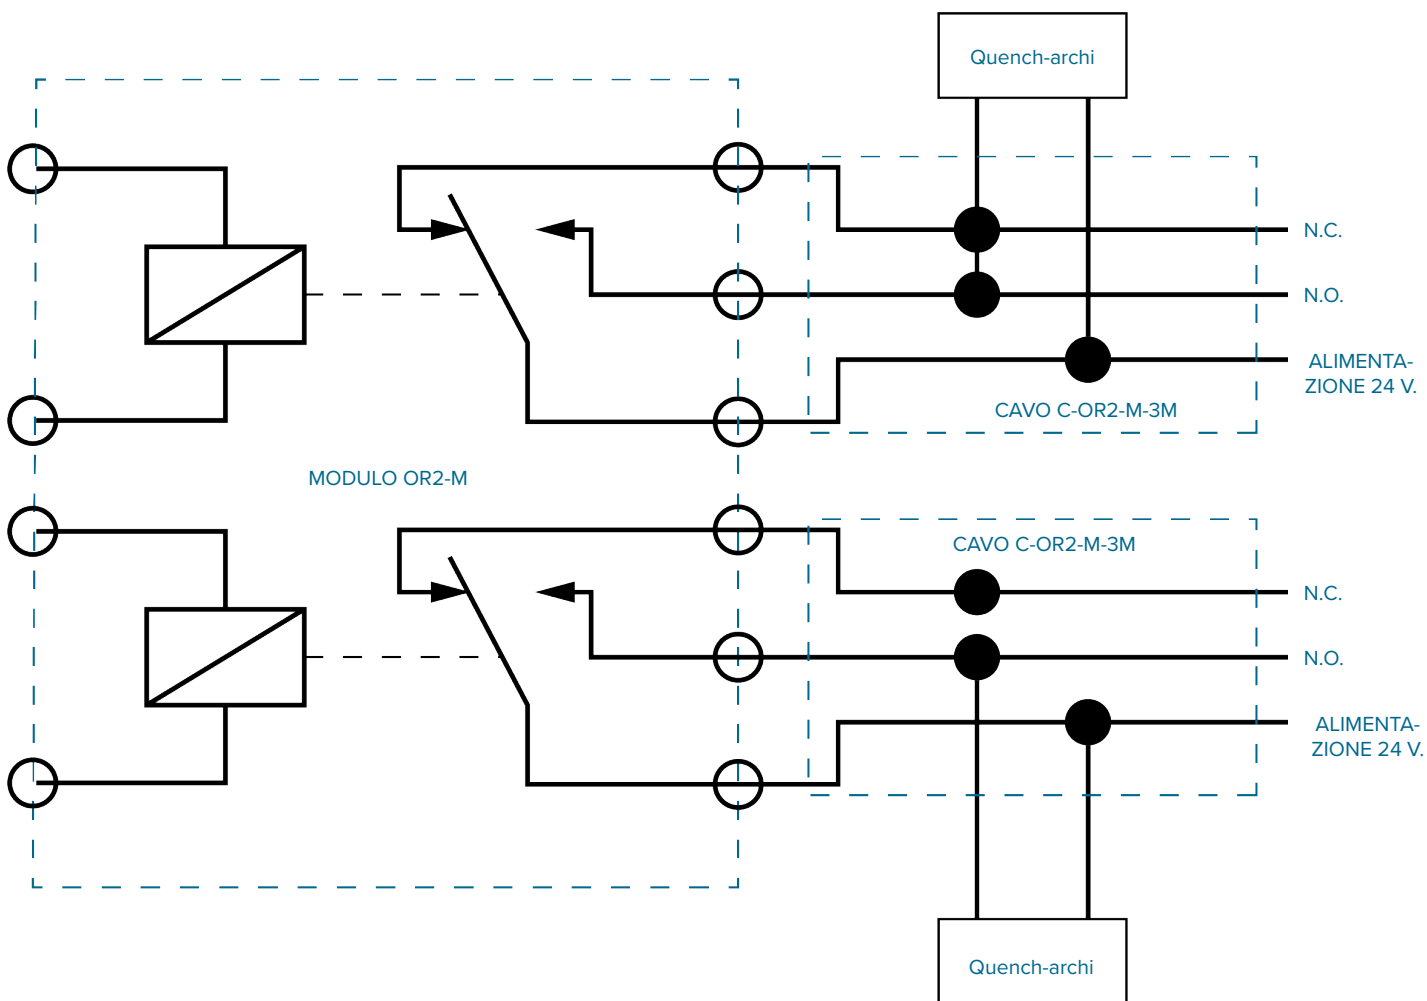 Quench-archi
N.C.
N.O.
ALIMENTA-
ZIONE 24 V.
CAVO C-OR2-M-3M
MODULO OR2-M
CAVO C-OR2-M-3M
N.C.
N.O.
ALIMENTA-
ZIONE 24 V.
Quench-archi